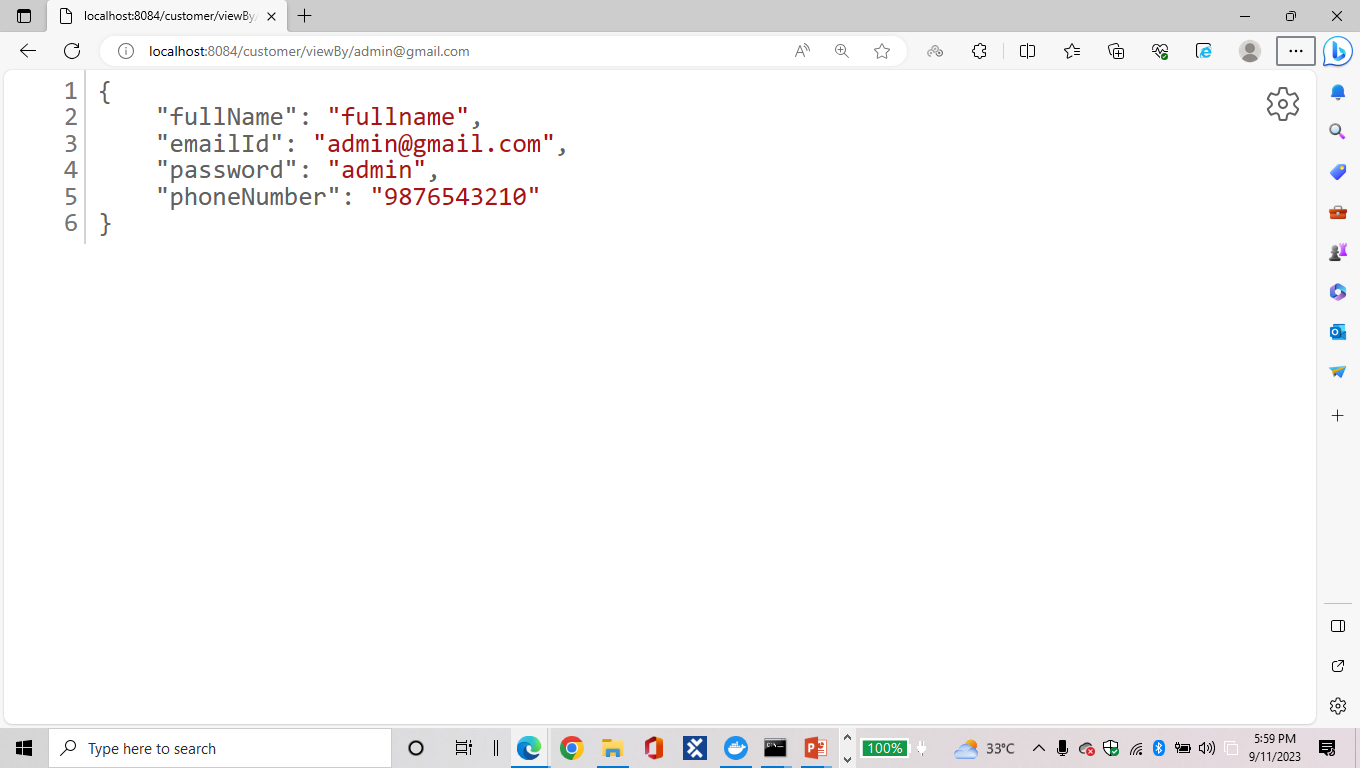 localhost:8084/customer/viewBy/
localhost:8084/customer/viewBy/admin@gmail.com
1 {
2 "fullName": "fullname",
3 "emailId": "admin@gmail.com",
4 "password": "admin",
5 "phoneNumber": "9876543210"
6 }
Type here to search
100%
33°C
5:59 PM
9/11/2023